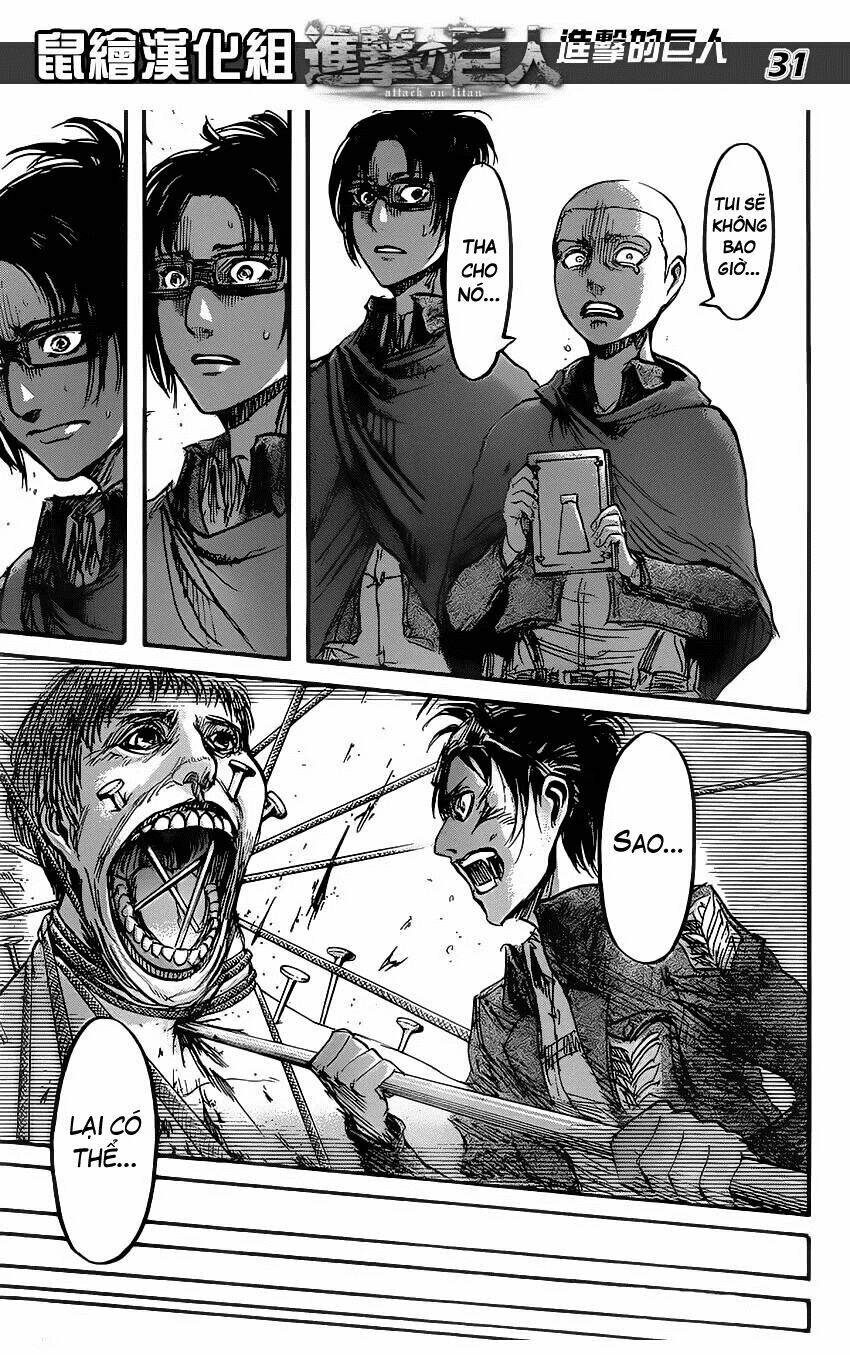 鼠繪漢化組
進撃の巨人
attack on titan
進擊的巨人
31
TUI SẼ
KHÔNG
BAO
GIỜ...
THA
CHO
NÓ...
SAO...
LẠI CÓ
THỂ...